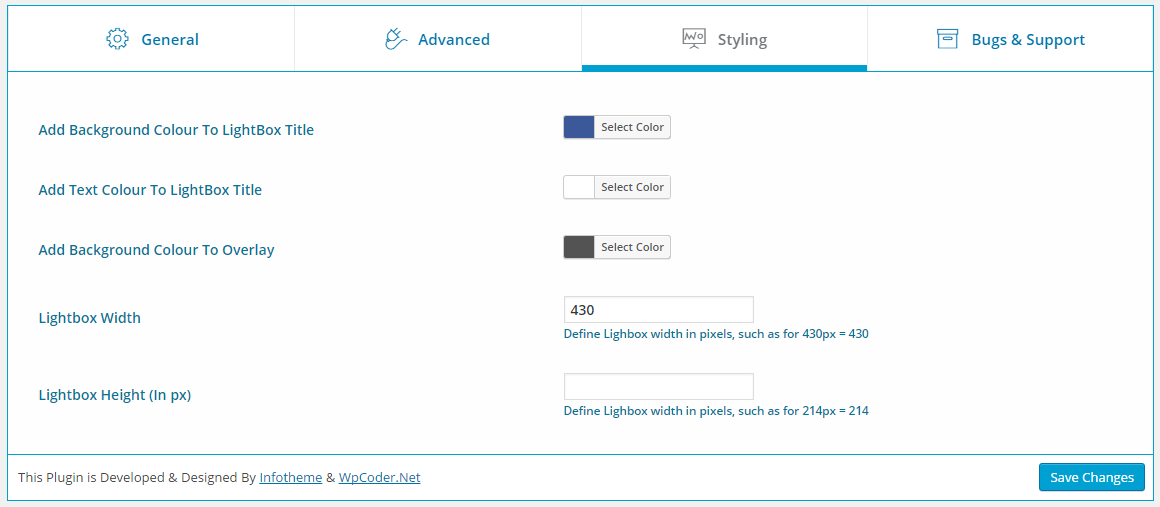 General
Advanced
Styling
Bugs & Support
Add Background Colour To LightBox Title
Select Color
Add Text Colour To LightBox Title
Select Color
Add Background Colour To Overlay
Select Color
Lightbox Width
430
Define Lighbox width in pixels, such as for 430px = 430
Lightbox Height (In px)
Define Lighbox width in pixels, such as for 214px = 214
This Plugin is Developed & Designed By Infotheme & WpCoder.Net
Save Changes